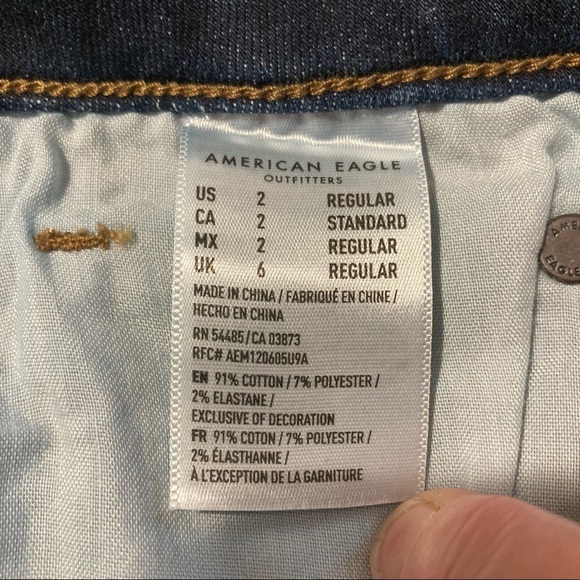 AMERICAN EAGLE
OUTFITTERS
US 2 REGULAR
CA 2 STANDARD
MX 2 REGULAR
UK 6 REGULAR
MADE IN CHINA / FABRIQUÉ EN CHINE /
HECHO EN CHINA
RN 54485/CA 03873
RFC# AEM120605U9A
EN 91% COTTON / 7% POLYESTER /
2% ELASTANE /
EXCLUSIVE OF DECORATION
FR 91% COTON / 7% POLYESTER /
2% ÉLASTHANNE /
À L'EXCEPTION DE LA GARNITURE
EAGLE